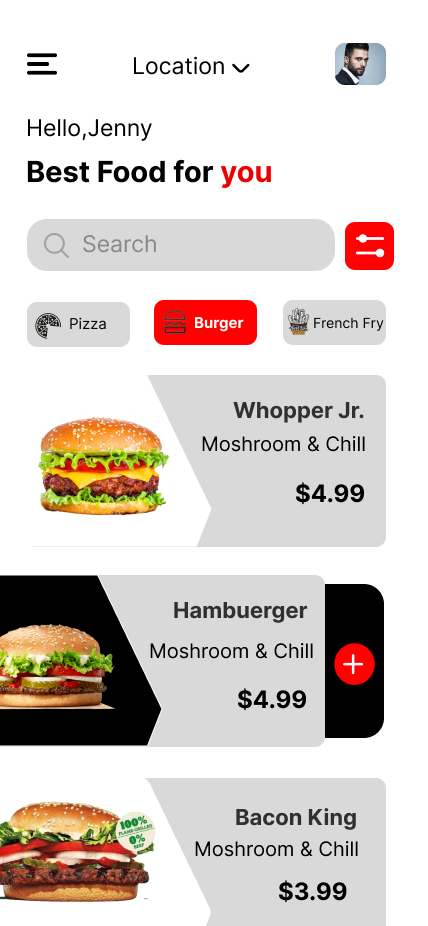 Location
Hello,Jenny
Best Food for you
Search
Pizza
Burger
French Fry
Whopper Jr.
Moshroom & Chill
$4.99
Hambuerger
Moshroom & Chill
$4.99
100%
FLAME-GRILLED
0%
BEEF
Bacon King
Moshroom & Chill
$3.99